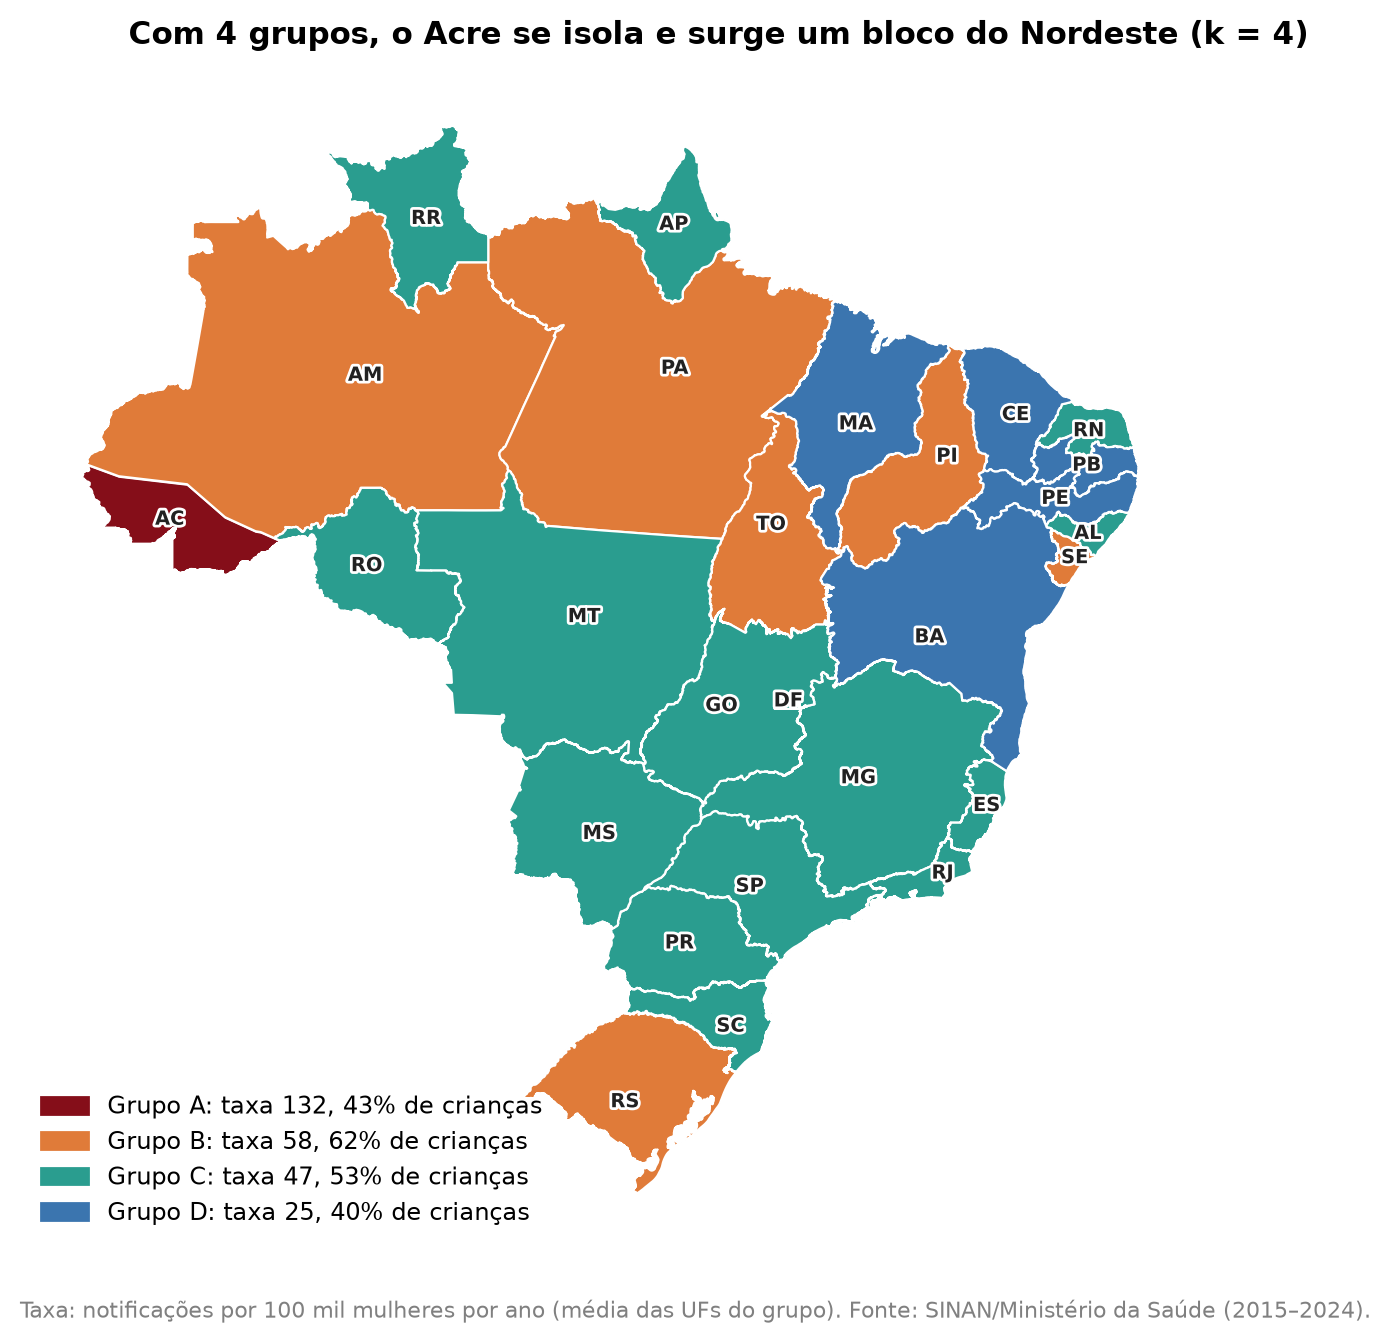 Com 4 grupos, o Acre se isola e surge um bloco do Nordeste (k = 4)
RR
AP
AM
PA
MA
CE
RN
PI
PB
PE
AC
TO
AL
SE
RO
MT
BA
GO
DF
MG
ES
MS
RJ
SP
PR
SC
RS
Grupo A: taxa 132, 43% de crianças
Grupo B: taxa 58, 62% de crianças
Grupo C: taxa 47, 53% de crianças
Grupo D: taxa 25, 40% de crianças
Taxa: notificações por 100 mil mulheres por ano (média das UFs do grupo). Fonte: SINAN/Ministério da Saúde (2015–2024).